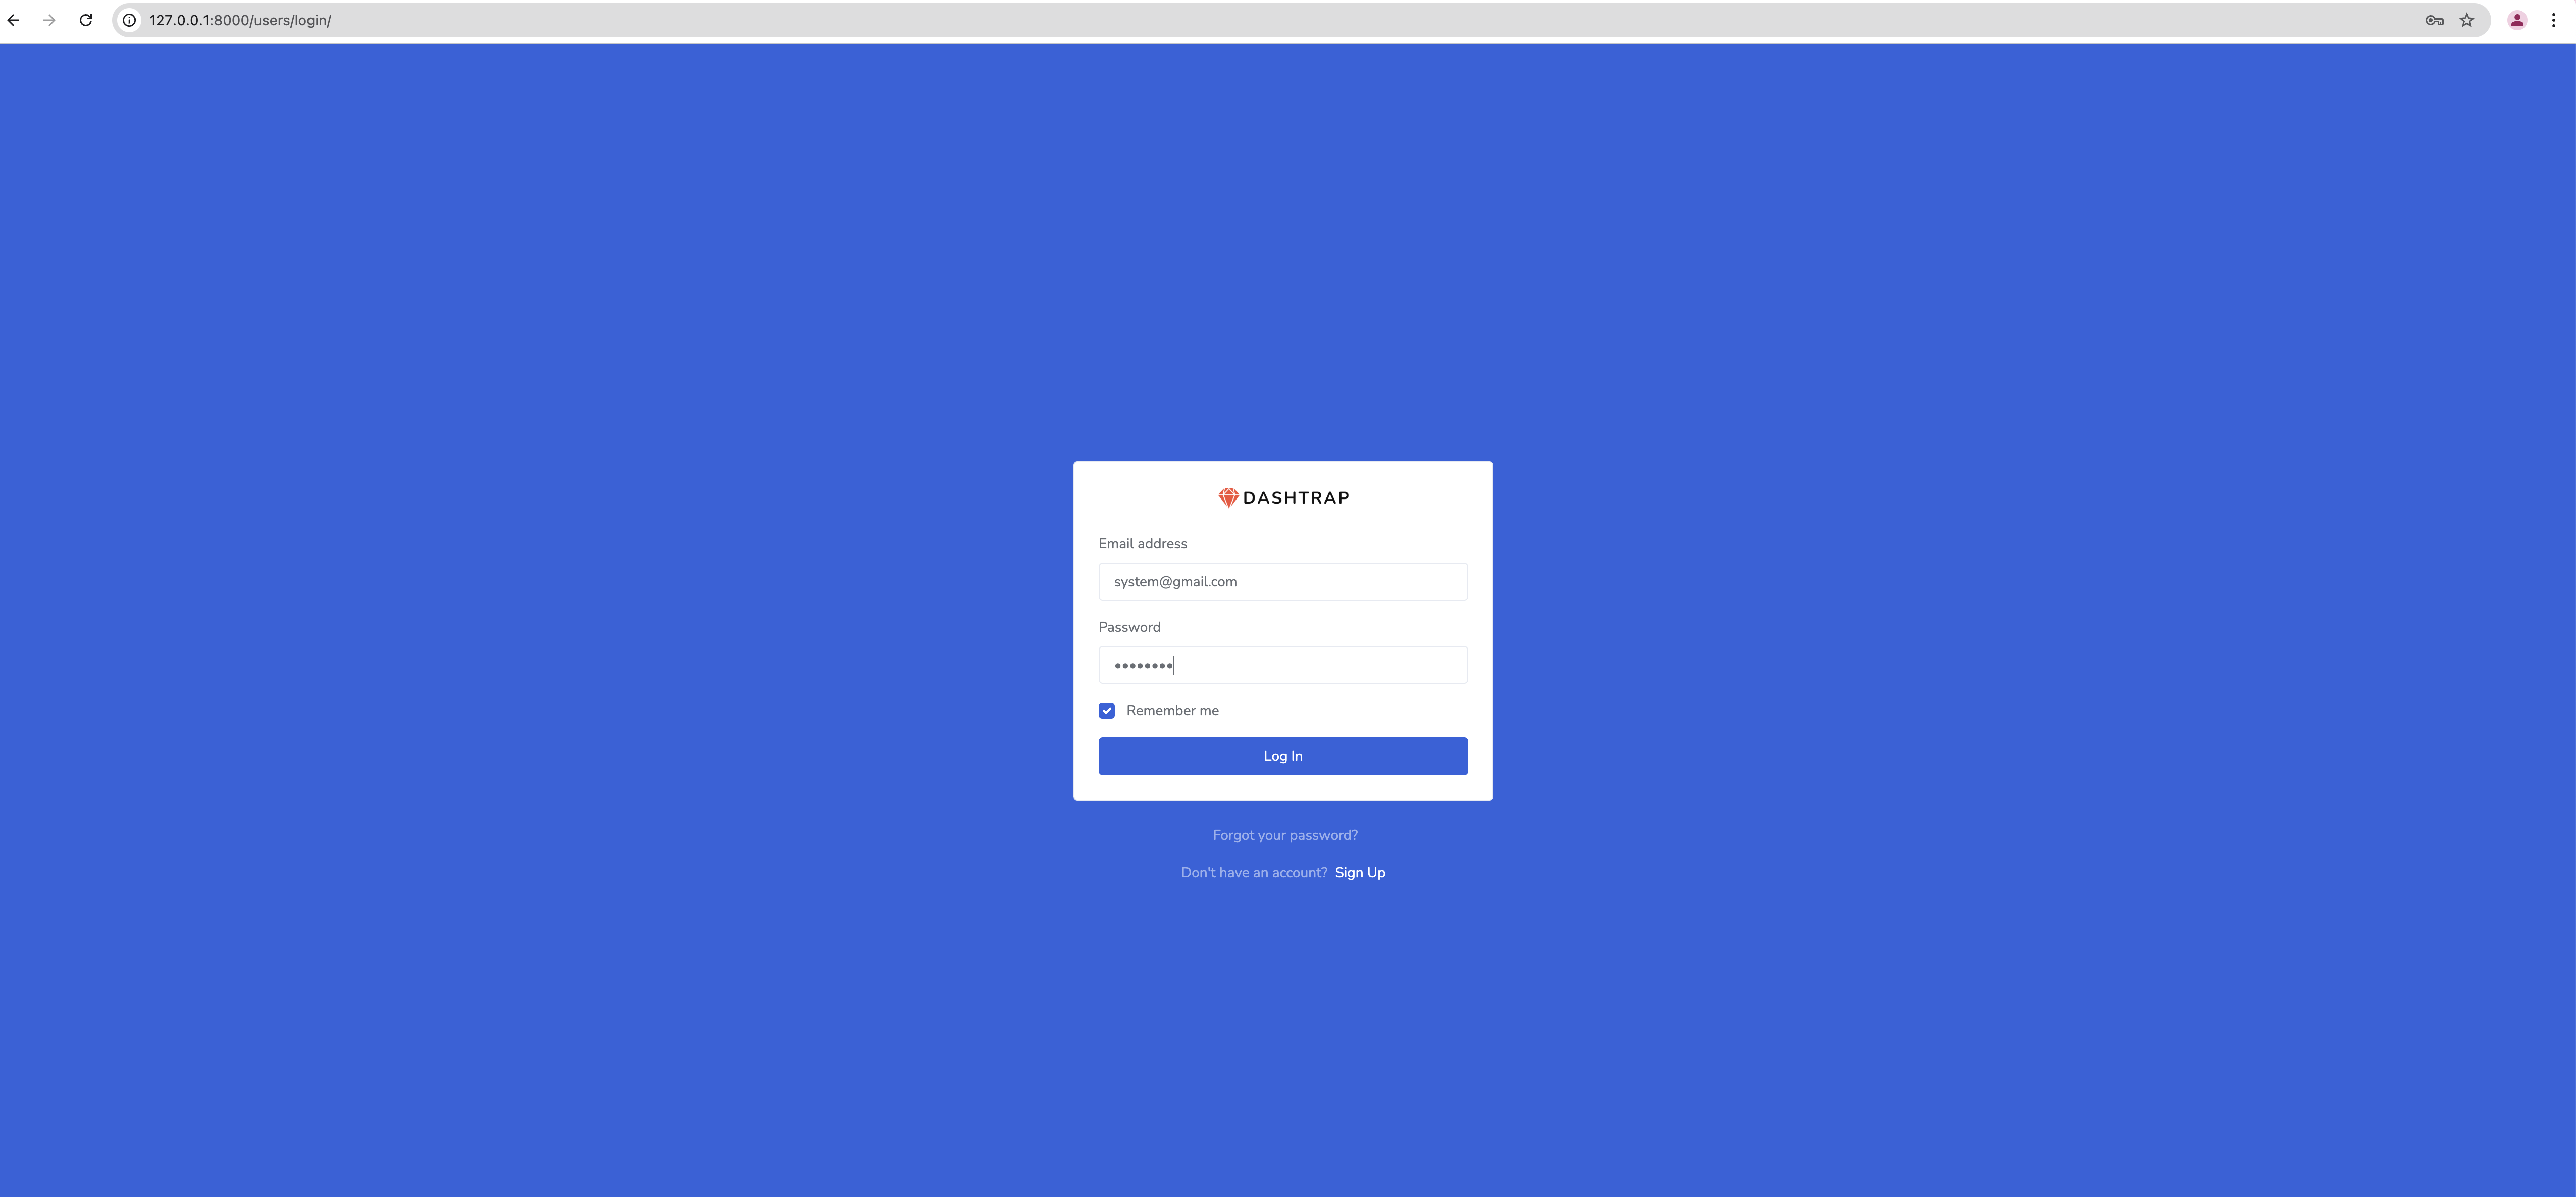 127.0.0.1:8000/users/login/
DASHTRAP
Email address
system@gmail.com
Password
••••••••
Remember me
Log In
Forgot your password?
Don't have an account? Sign Up